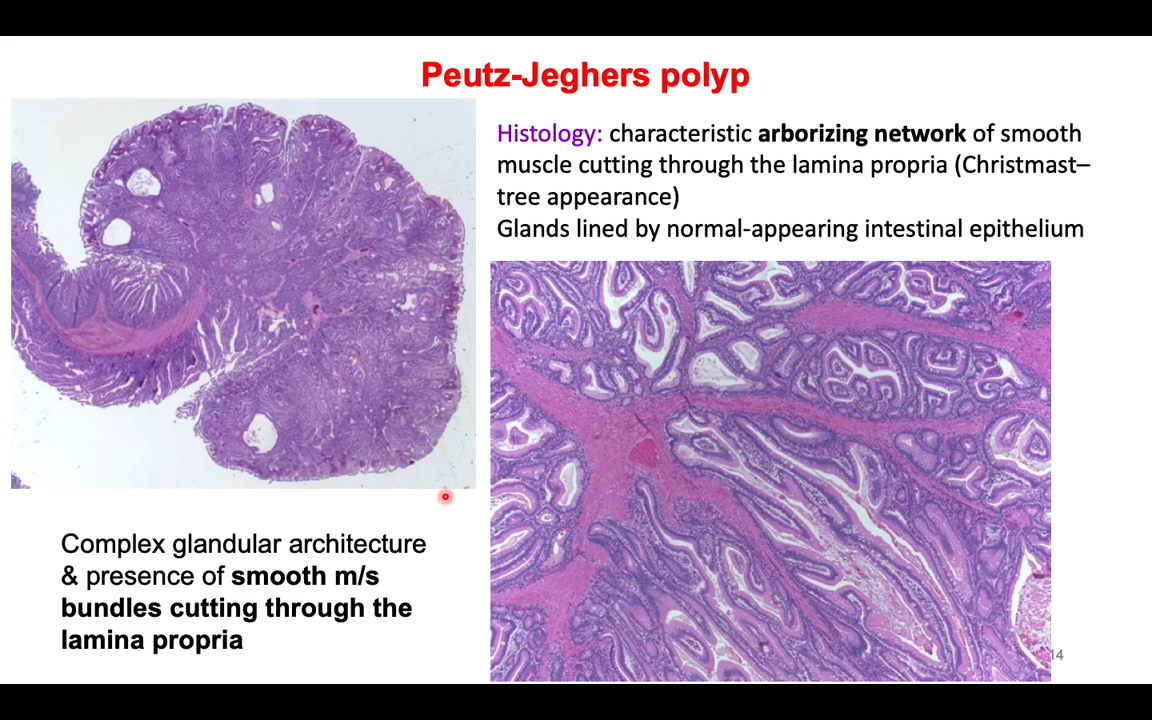 Peutz-Jeghers polyp
Histology: characteristic arborizing network of smooth
muscle cutting through the lamina propria (Christmast–
tree appearance)
Glands lined by normal-appearing intestinal epithelium
Complex glandular architecture
& presence of smooth m/s
bundles cutting through the
lamina propria
14